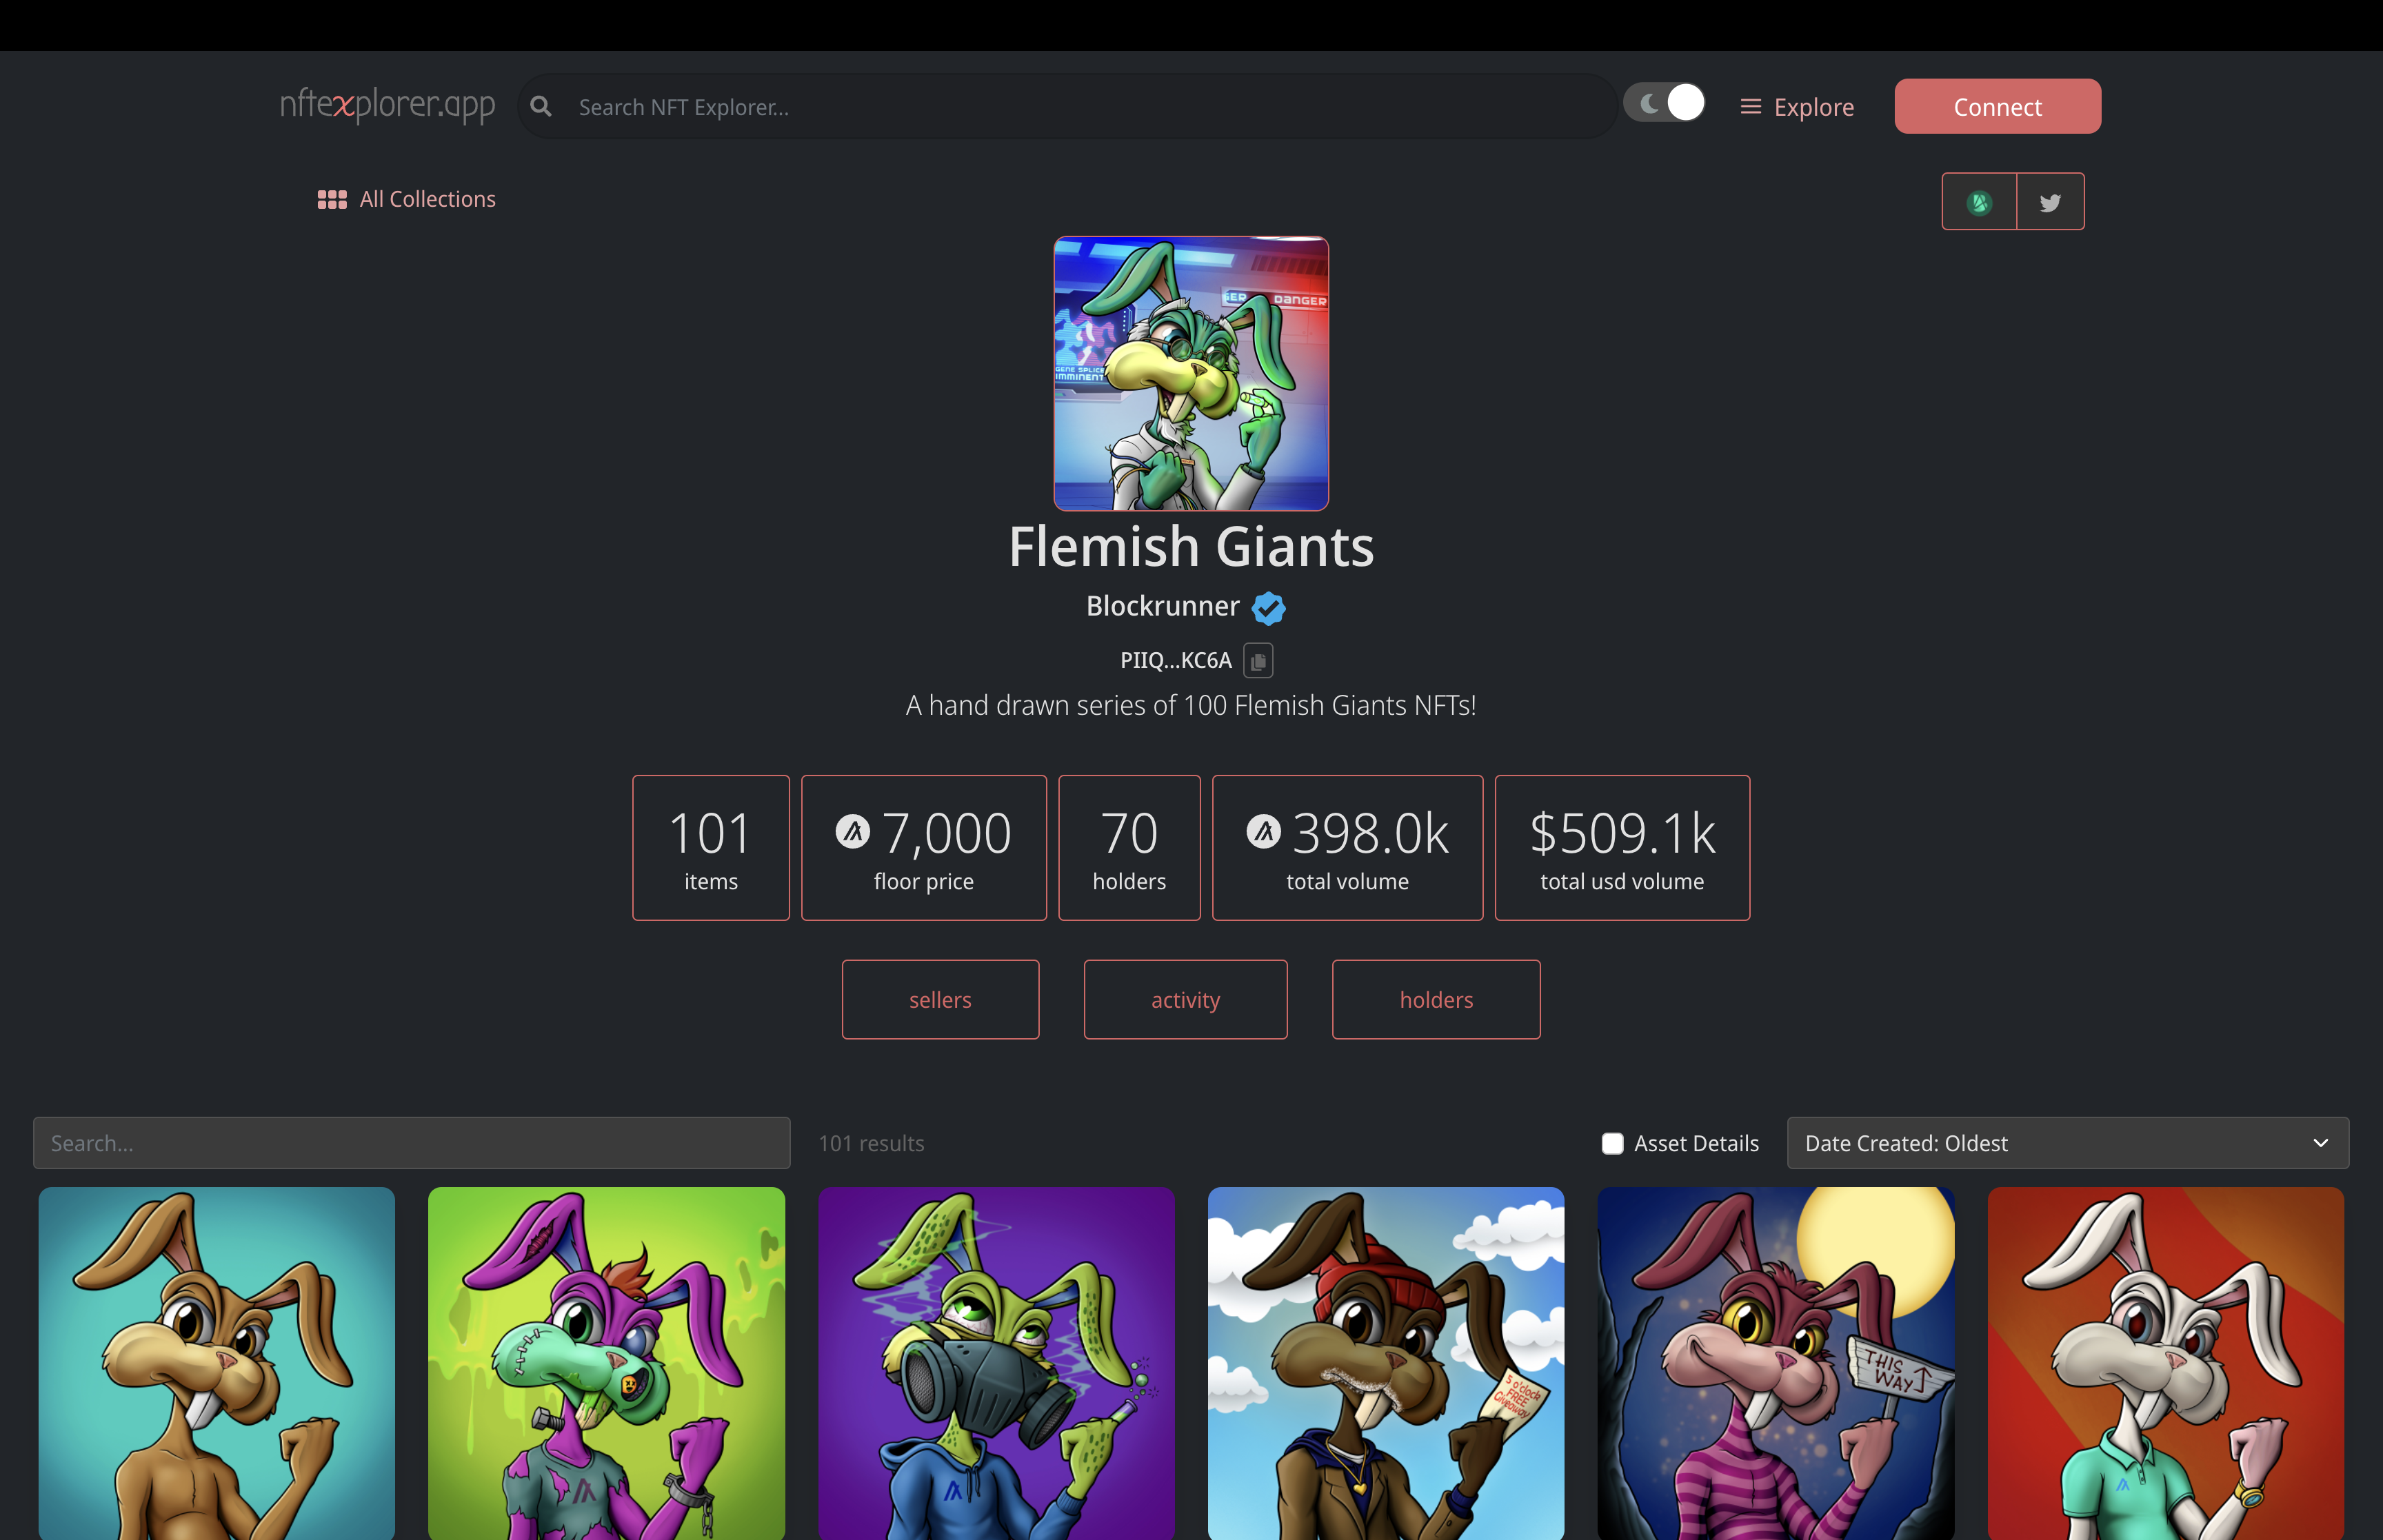 nftexplorer.app
Search NFT Explorer...
Explore
Connect
All Collections
GER DANGER
GENE SPLICE
IMMINENT
Flemish Giants
Blockrunner
PIIQ...KC6A
A hand drawn series of 100 Flemish Giants NFTs!
101
items
7,000
floor price
70
holders
398.0k
total volume
$509.1k
total usd volume
sellers
activity
holders
Search...
101 results
Asset Details
Date Created: Oldest
5 o'clock
FREE
Giveaway
THIS
WAY